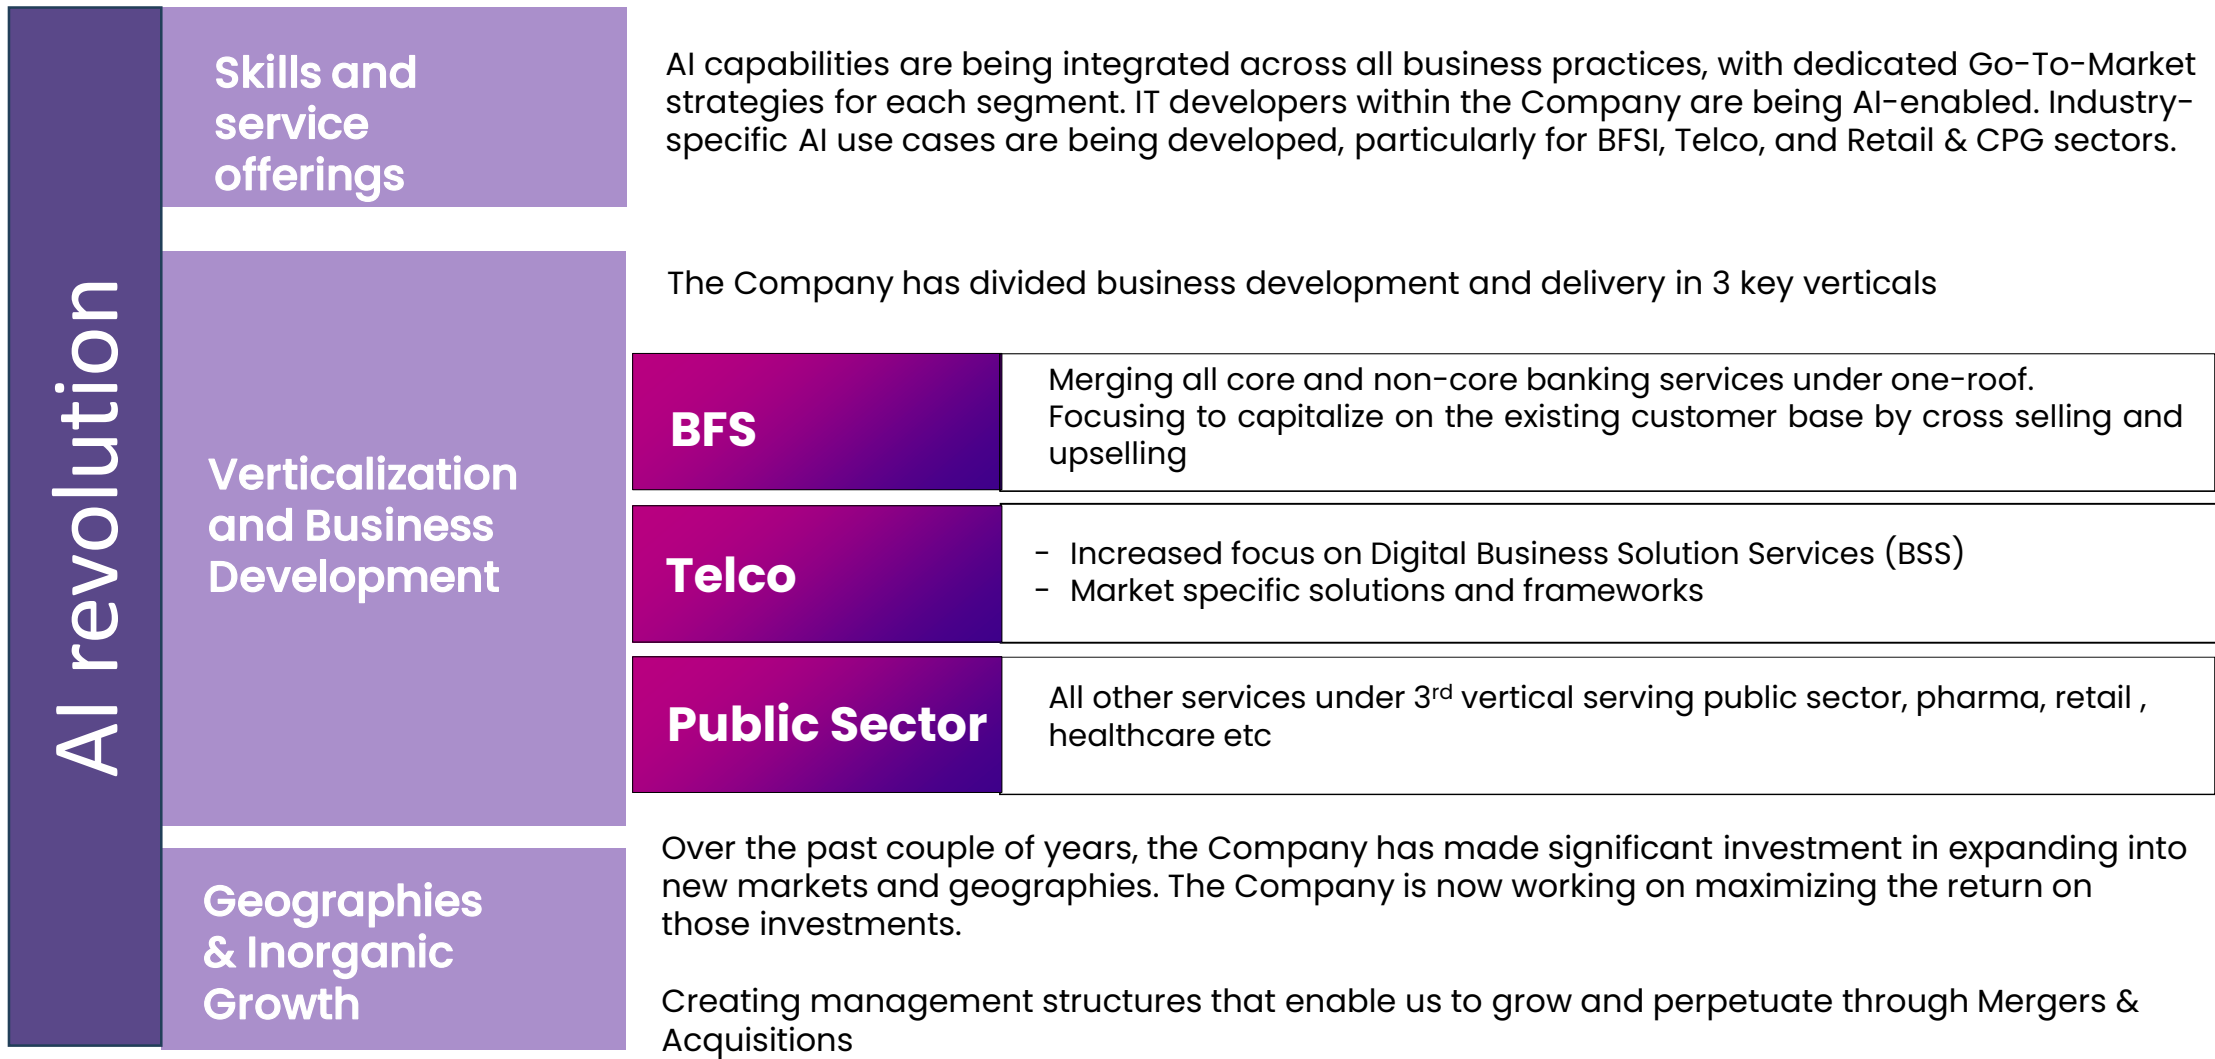 AI revolution
Skills and
service
offerings
AI capabilities are being integrated across all business practices, with dedicated Go-To-Market
strategies for each segment. IT developers within the Company are being AI-enabled. Industry-
specific AI use cases are being developed, particularly for BFSI, Telco, and Retail & CPG sectors.
Verticalization
and Business
Development
The Company has divided business development and delivery in 3 key verticals
BFS
Merging all core and non-core banking services under one-roof.
Focusing to capitalize on the existing customer base by cross selling and
upselling
Telco
- Increased focus on Digital Business Solution Services (BSS)
- Market specific solutions and frameworks
Public Sector
All other services under 3rd vertical serving public sector, pharma, retail ,
healthcare etc
Geographies
& Inorganic
Growth
Over the past couple of years, the Company has made significant investment in expanding into
new markets and geographies. The Company is now working on maximizing the return on
those investments.
Creating management structures that enable us to grow and perpetuate through Mergers &
Acquisitions